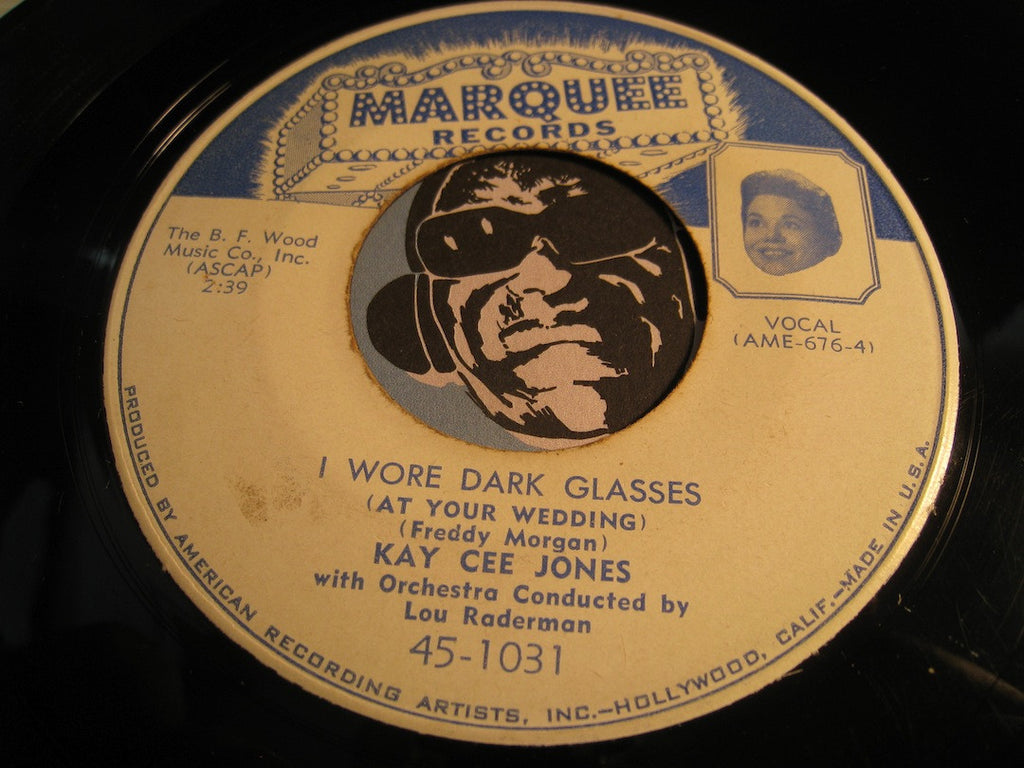 MARQUEE
RECORDS
The B. F. Wood
Music Co., Inc.
(ASCAP)
2:39
VOCAL
(AME-676-4)
I WORE DARK GLASSES
(AT YOUR WEDDING)
(Freddy Morgan)
KAY CEE JONES
with Orchestra Conducted by
Lou Raderman
45-1031
PRODUCED BY AMERICAN RECORDING ARTISTS, INC.—HOLLYWOOD, CALIF.—MADE IN U.S.A.